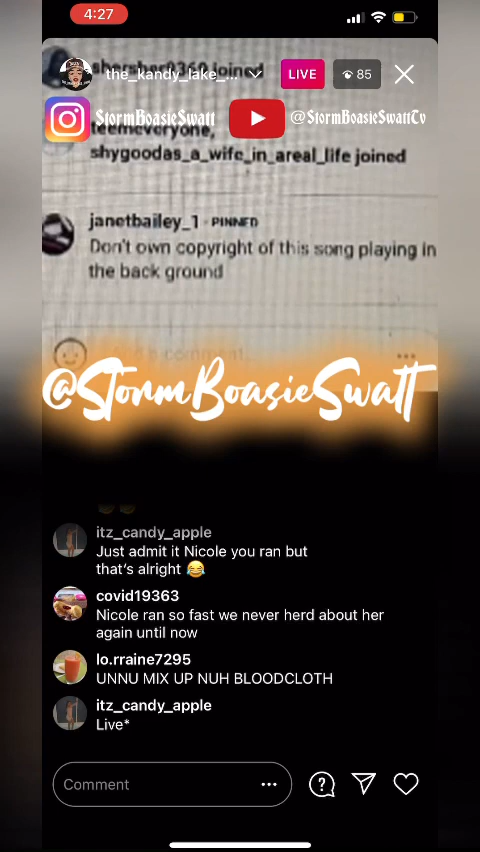 4:27
the_kandy_lake_...
LIVE
85
joined
StormBoasieSwatt
@StormBoasieSwattTv
shygoodas_a_wife_in_areal_life joined
janetbailey_1 · PINNED
Don't own copyright of this song playing in
the back ground
@StormBoasieSwatt
itz_candy_apple
Just admit it Nicole you ran but
that's alright 😂
covid19363
Nicole ran so fast we never herd about her
again until now
lo.rraine7295
UNNU MIX UP NUH BLOODCLOTH
itz_candy_apple
Live*
Comment